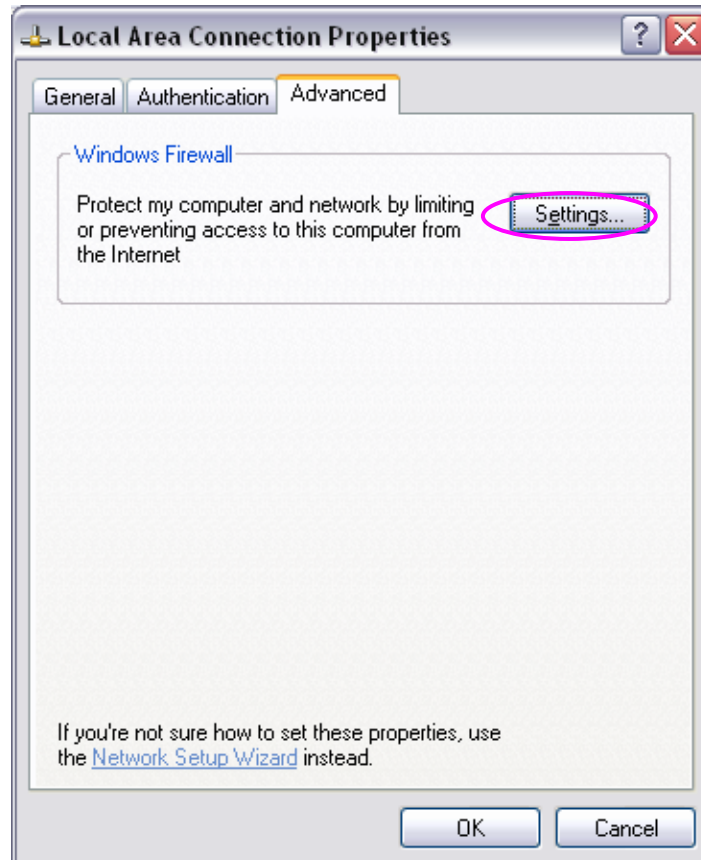 Local Area Connection Properties
General Authentication Advanced
Windows Firewall
Protect my computer and network by limiting
or preventing access to this computer from
the Internet
Settings...
If you're not sure how to set these properties, use
the Network Setup Wizard instead.
OK Cancel